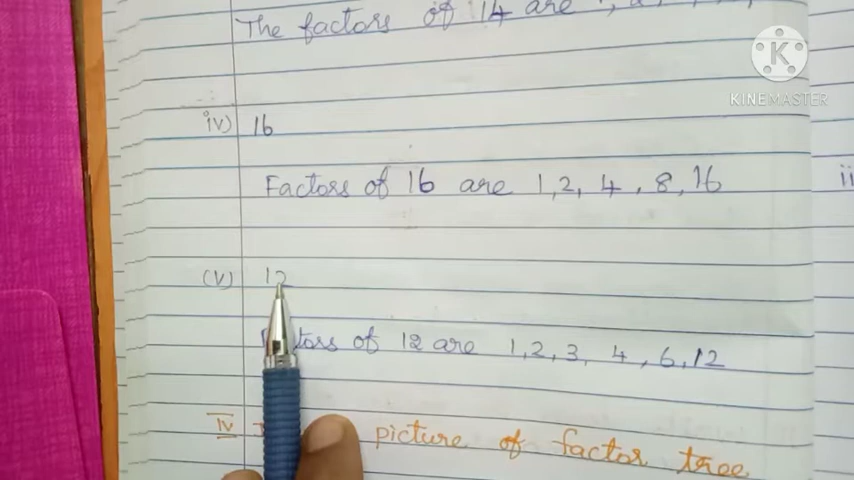 The factors of 14 are
iv) 16
Factors of 16 are 1, 2, 4, 8, 16
ii
(v) 12
of 12 are 1, 2, 3, 4, 6, 12
IV picture of factor tree
K
KINEMASTER